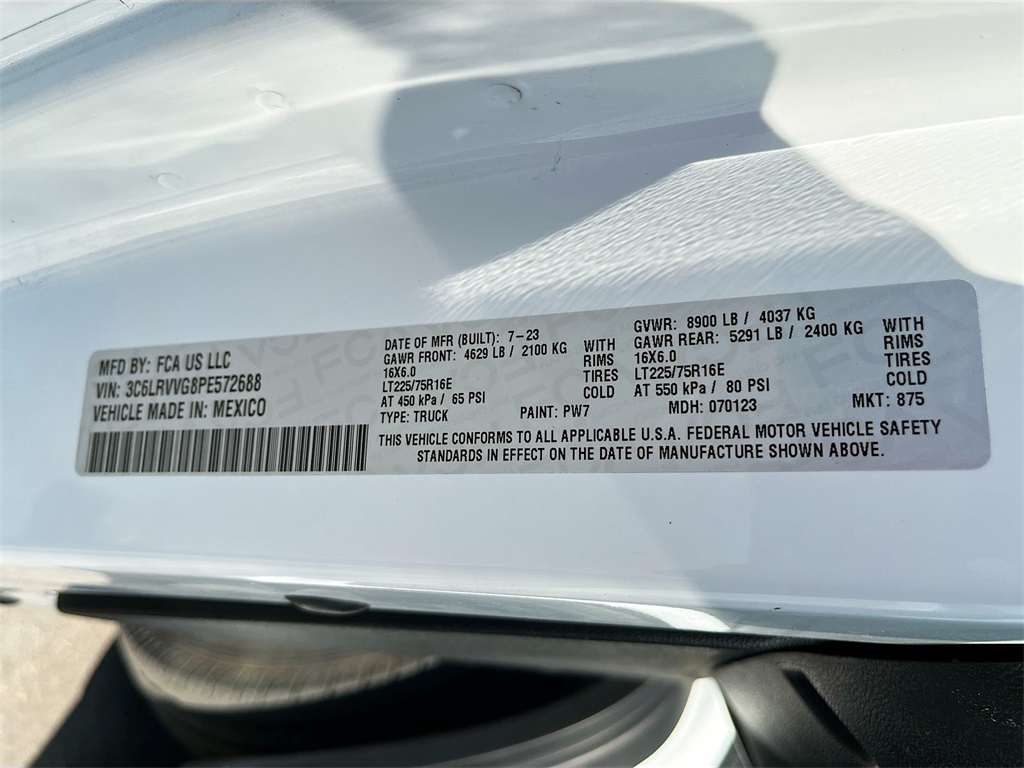 MFD BY: FCA US LLC
VIN: 3C6LRVVG8PE572688
VEHICLE MADE IN: MEXICO
DATE OF MFR (BUILT): 7-23
GAWR FRONT: 4629 LB / 2100 KG WITH
16X6.0 RIMS
LT225/75R16E TIRES
AT 450 kPa / 65 PSI COLD
GVWR: 8900 LB / 4037 KG
GAWR REAR: 5291 LB / 2400 KG WITH
16X6.0 RIMS
LT225/75R16E TIRES
AT 550 kPa / 80 PSI COLD
TYPE: TRUCK PAINT: PW7 MDH: 070123 MKT: 875
THIS VEHICLE CONFORMS TO ALL APPLICABLE U.S.A. FEDERAL MOTOR VEHICLE SAFETY
STANDARDS IN EFFECT ON THE DATE OF MANUFACTURE SHOWN ABOVE.